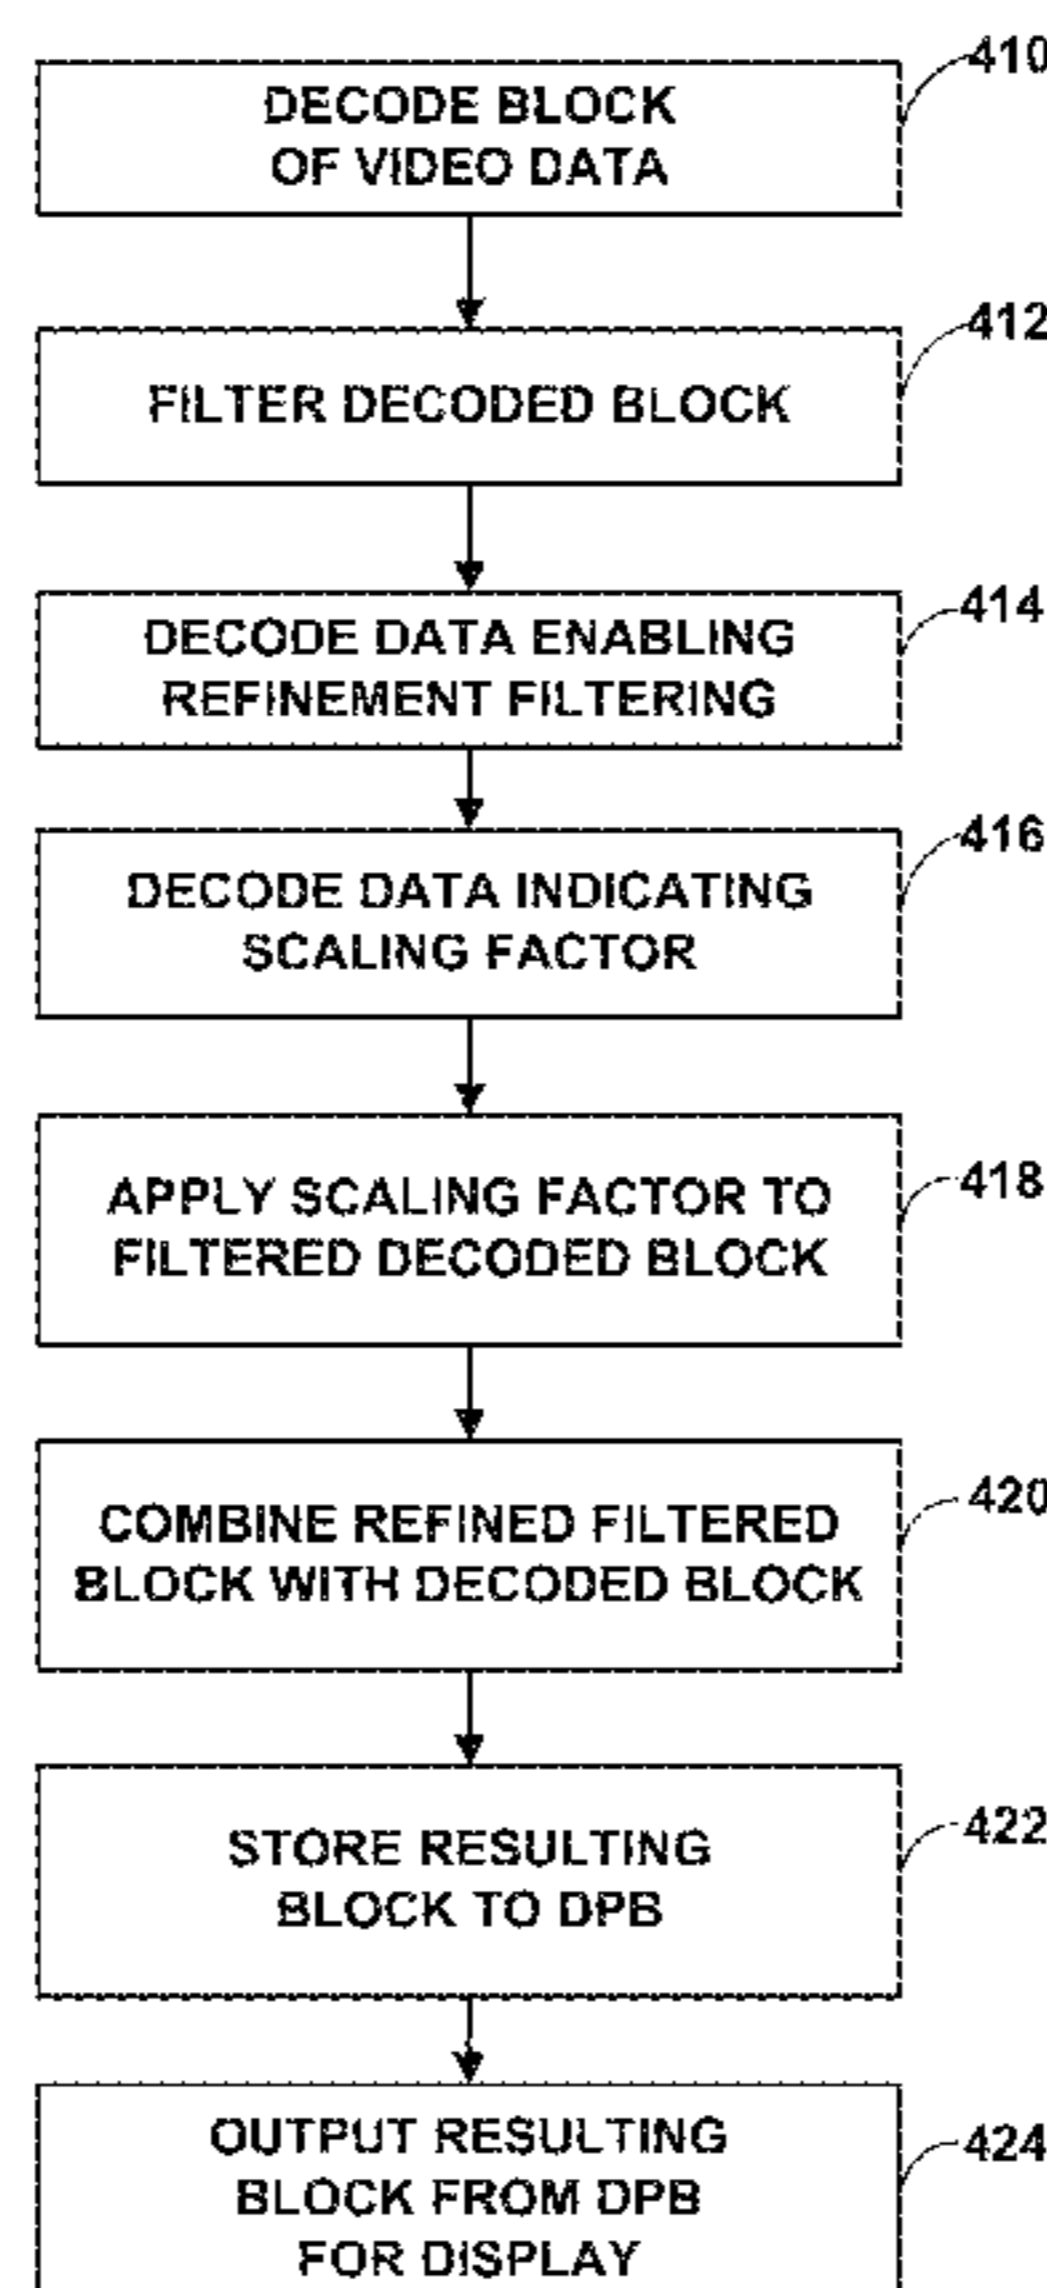 410
DECODE BLOCK
OF VIDEO DATA
412
FILTER DECODED BLOCK
414
DECODE DATA ENABLING
REFINEMENT FILTERING
416
DECODE DATA INDICATING
SCALING FACTOR
418
APPLY SCALING FACTOR TO
FILTERED DECODED BLOCK
420
COMBINE REFINED FILTERED
BLOCK WITH DECODED BLOCK
422
STORE RESULTING
BLOCK TO DPB
424
OUTPUT RESULTING
BLOCK FROM DPB
FOR DISPLAY